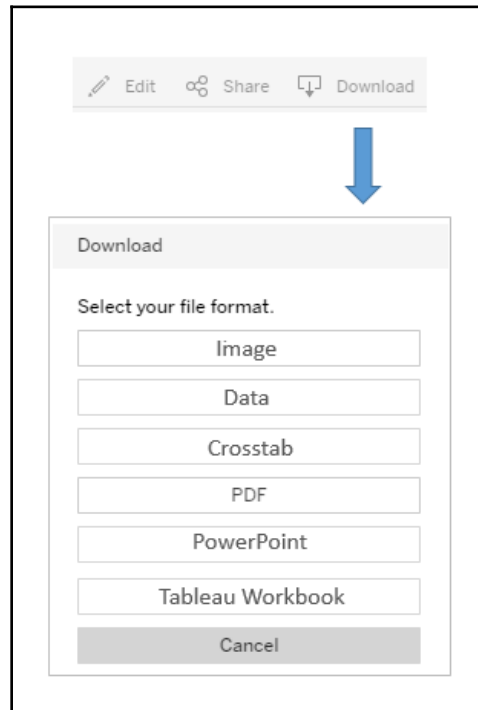 Edit Share Download
Download
Select your file format.
Image
Data
Crosstab
PDF
PowerPoint
Tableau Workbook
Cancel